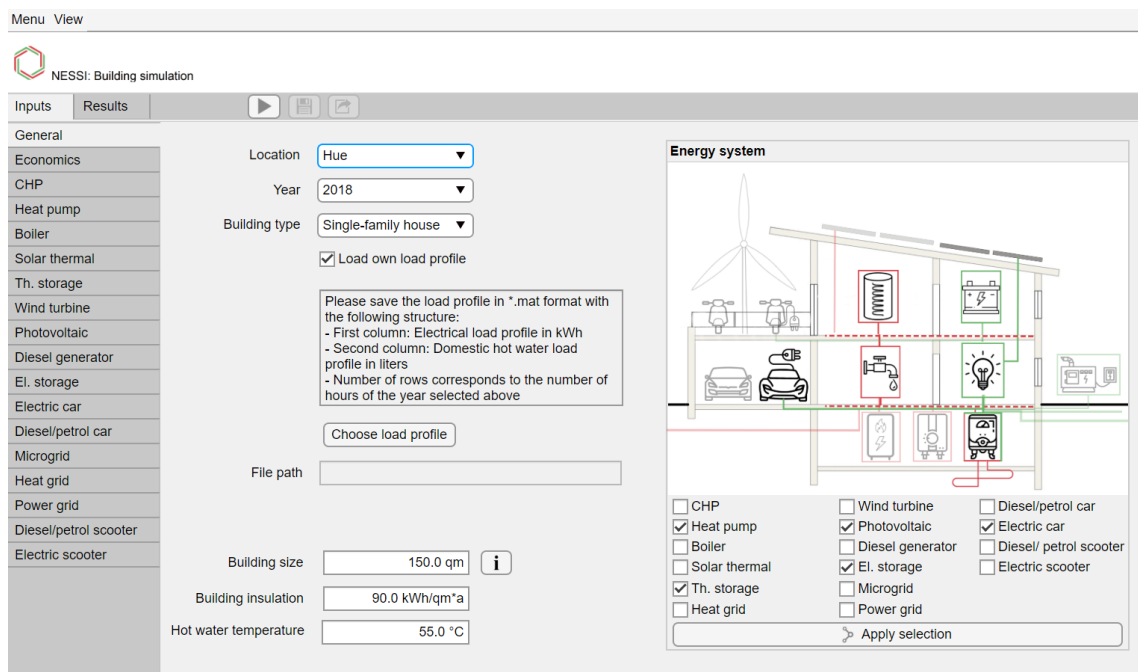 Menu View
NESSI: Building simulation
Inputs Results
General
Economics
CHP
Heat pump
Boiler
Solar thermal
Th. storage
Wind turbine
Photovoltaic
Diesel generator
El. storage
Electric car
Diesel/petrol car
Microgrid
Heat grid
Power grid
Diesel/petrol scooter
Electric scooter
Location Hue
Year 2018
Building type Single-family house
Load own load profile
Please save the load profile in *.mat format with
the following structure:
- First column: Electrical load profile in kWh
- Second column: Domestic hot water load
profile in liters
- Number of rows corresponds to the number of
hours of the year selected above
Choose load profile
File path
Building size 150.0 qm i
Building insulation 90.0 kWh/qm*a
Hot water temperature 55.0 °C
Energy system
CHP Wind turbine Diesel/petrol car
Heat pump Photovoltaic Electric car
Boiler Diesel generator Diesel/ petrol scooter
Solar thermal El. storage Electric scooter
Th. storage Microgrid
Heat grid Power grid
Apply selection